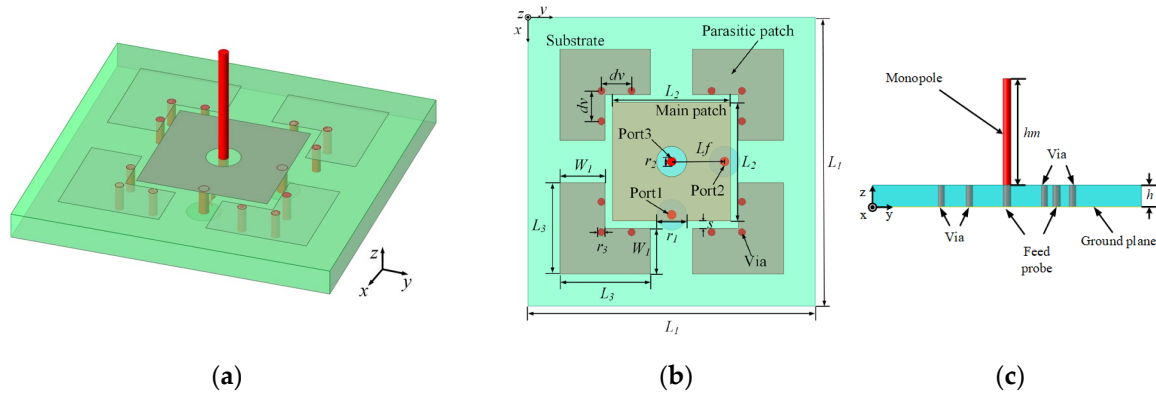 z
y
x
(a)
z
y
x
Substrate
Parasitic patch
dv
dv
L2
Main patch
Port3
Lf
r2
L2
L1
W1
Port1
Port2
L3
r1
s
r3
W1
Via
L3
L1
(b)
Monopole
hm
Via
z
h
x
y
Via
Feed
probe
Ground plane
(c)